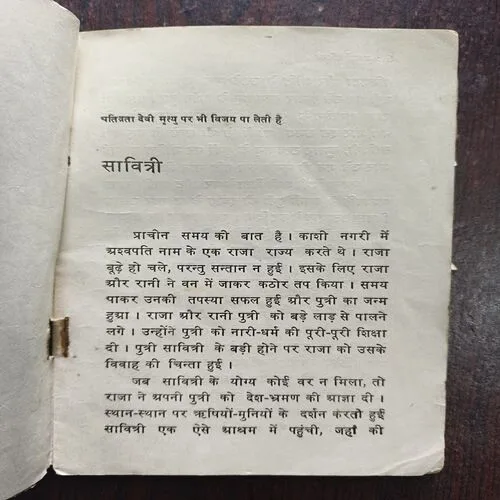 पतिव्रता देवी मृत्यु पर भी विजय पा लेती है
सावित्री
प्राचीन समय की बात है । काशी नगरी में
अश्वपति नाम के एक राजा राज्य करते थे । राजा
बूढ़े हो चले, परन्तु सन्तान न हुई । इसके लिए राजा
और रानी ने वन में जाकर कठोर तप किया । समय
पाकर उनकी तपस्या सफल हुई और पुत्री का जन्म
हुआ । राजा और रानी पुत्री को बड़े लाड़ से पालने
लगे । उन्होंने पुत्री को नारी-धर्म की पूरी-पूरी शिक्षा
दी । पुत्री सावित्री के बड़ी होने पर राजा को उसके
विवाह की चिन्ता हुई ।
जब सावित्री के योग्य कोई वर न मिला, तो
राजा ने अपनी पुत्री को देश-भ्रमण की आज्ञा दी ।
स्थान-स्थान पर ऋषियों-मुनियों के दर्शन करती हुई
सावित्री एक ऐसे आश्रम में पहुंची, जहां की